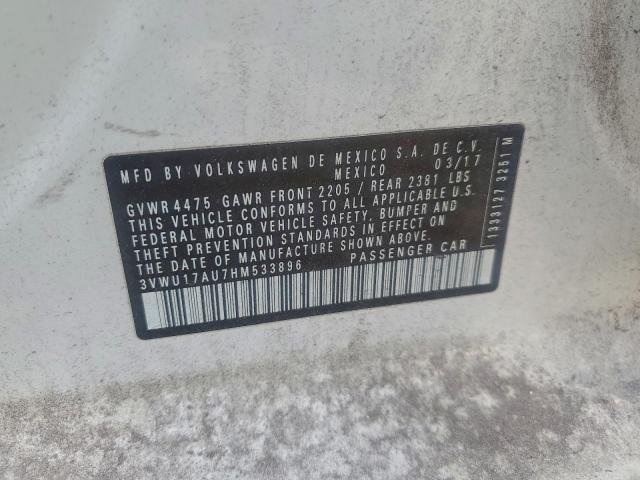 MFD BY VOLKSWAGEN DE MEXICO S.A. DE C.V.
MEXICO 03/17
GVWR 4475 GAWR FRONT 2205 / REAR 2381 LBS
THIS VEHICLE CONFORMS TO ALL APPLICABLE U.S.
FEDERAL MOTOR VEHICLE SAFETY, BUMPER AND
THEFT PREVENTION STANDARDS IN EFFECT ON
THE DATE OF MANUFACTURE SHOWN ABOVE.
3VWU17AU7HM533896 PASSENGER CAR
1333127 3251 M